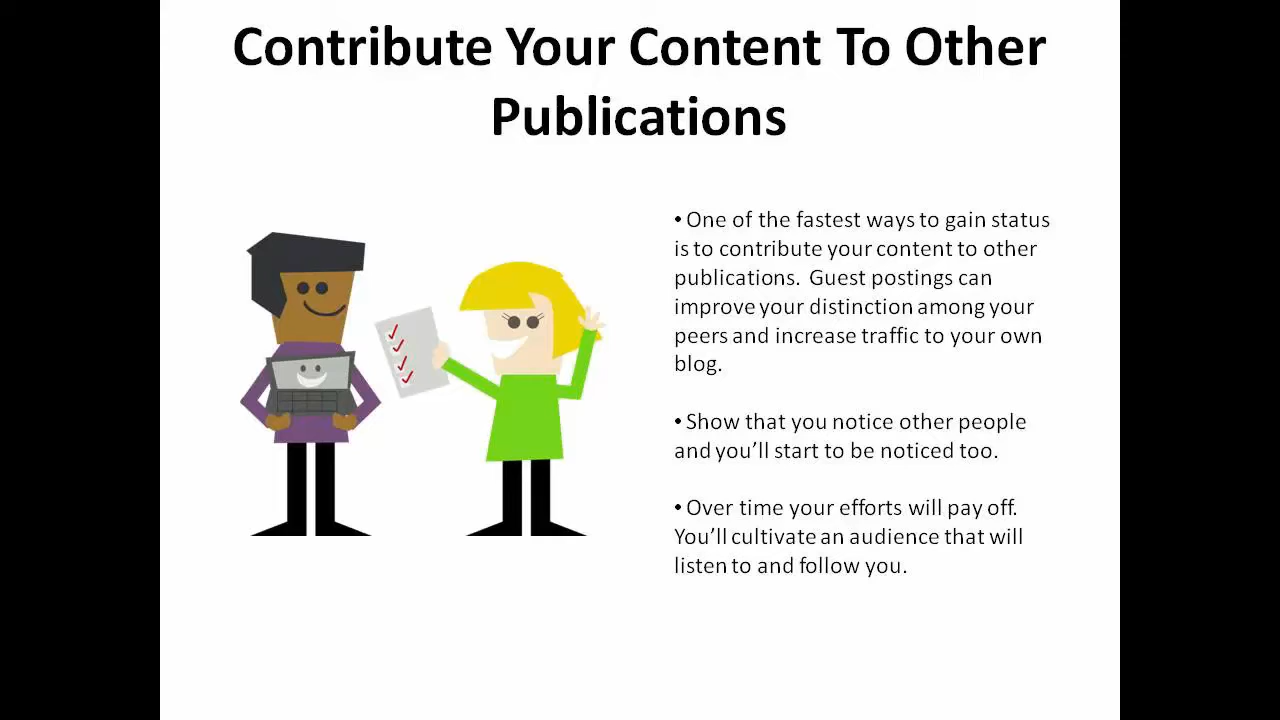 Contribute Your Content To Other
Publications
• One of the fastest ways to gain status
is to contribute your content to other
publications.  Guest postings can
improve your distinction among your
peers and increase traffic to your own
blog.
• Show that you notice other people
and you’ll start to be noticed too.
• Over time your efforts will pay off.
You’ll cultivate an audience that will
listen to and follow you.